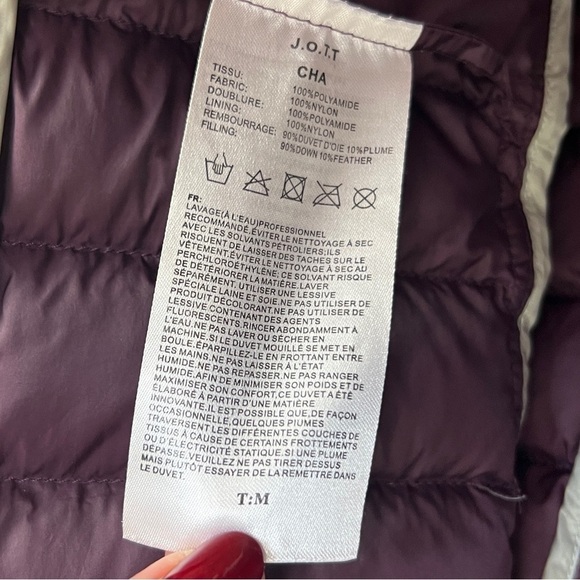 J.O.T.T
CHA
TISSU: 100%POLYAMIDE
FABRIC: 100%NYLON
DOUBLURE: 100%POLYAMIDE
LINING: 100%NYLON
REMBOURRAGE: 90%DUVET D'OIE 10%PLUME
FILLING: 90%DOWN 10%FEATHER
FR:
LAVAGE(À L'EAU)PROFESSIONNEL
RECOMMANDÉ.ÉVITER LE NETTOYAGE À SEC
AVEC LES SOLVANTS PÉTROLIERS;ILS
RISQUENT DE LAISSER DES TACHES SUR LE
VÊTEMENT.ÉVITER LE NETTOYAGE À SEC AU
PERCHLOROÉTHYLÈNE; CE SOLVANT RISQUE
DE DÉTÉRIORER LA MATIÈRE.LAVER
SÉPARÉMENT. UTILISER UNE LESSIVE
SPÉCIALE LAINE ET SOIE.NE PAS UTILISER DE
PRODUIT DÉCOLORANT.NE PAS UTILISER DE
LESSIVE CONTENANT DES AGENTS
FLUORESCENTS.RINCER ABONDAMMENT À
L'EAU.NE PAS LAVER OU SÉCHER EN
MACHINE.SI LE DUVET MOUILLÉ SE MET EN
BOULE.ÉPARPILLEZ-LE EN FROTTANT ENTRE
LES MAINS.NE PAS LAISSER À L'ÉTAT
HUMIDE.NE PAS REPASSER.NE PAS RANGER
HUMIDE.AFIN DE MINIMISER SON POIDS ET DE
MAXIMISER SON CONFORT,CE DUVET A ÉTÉ
ÉLABORÉ À PARTIR D'UNE MATIÈRE
INNOVANTE.IL EST POSSIBLE QUE,DE FAÇON
OCCASIONNELLE,QUELQUES PLUMES
TRAVERSENT LES DIFFÉRENTES COUCHES DE
TISSUS À CAUSE DE CERTAINS FROTTEMENTS
OU D'ÉLECTRICITÉ STATIQUE.SI UNE PLUME
DÉPASSE.VEUILLEZ NE PAS TIRER DESSUS
MAIS PLUTÔT ESSAYER DE LA REMETTRE DANS
LE DUVET.
T:M